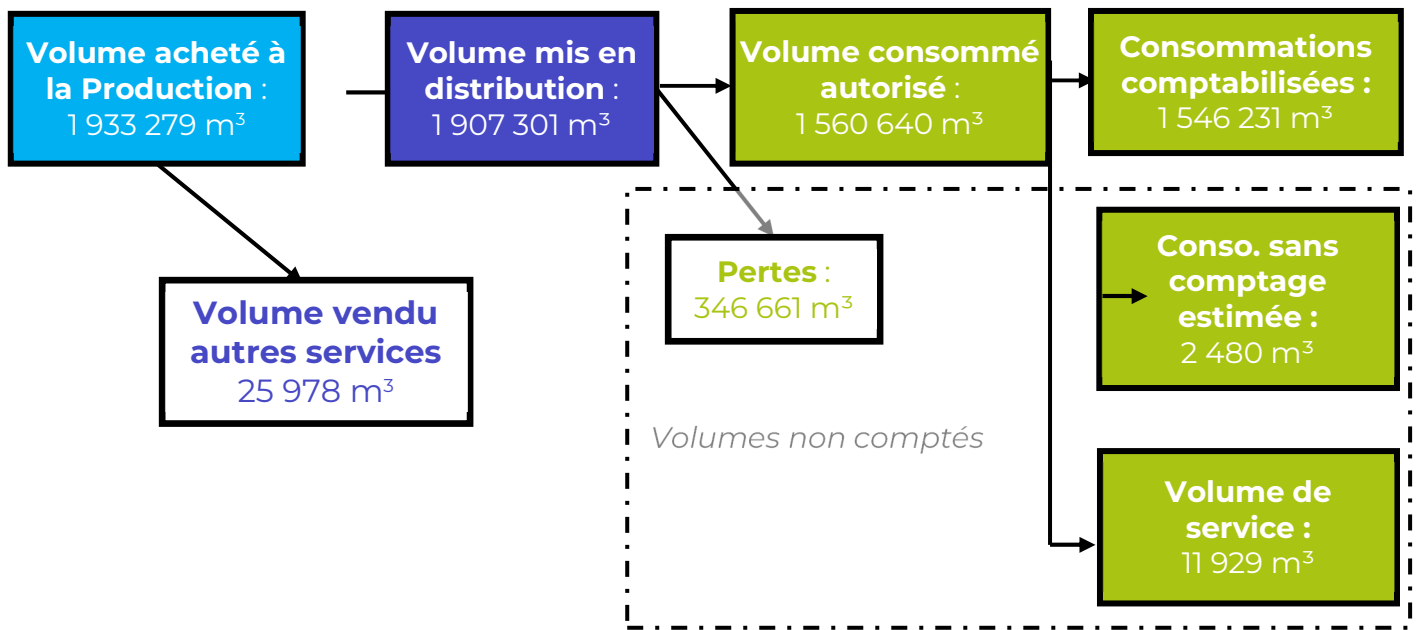 Volume acheté à
la Production :
1 933 279 m³
Volume mis en
distribution :
1 907 301 m³
Volume consommé
autorisé :
1 560 640 m³
Consommations
comptabilisées :
1 546 231 m³
Volume vendu
autres services
25 978 m³
Pertes :
346 661 m³
Conso. sans
comptage
estimée :
2 480 m³
Volumes non comptés
Volume de
service :
11 929 m³